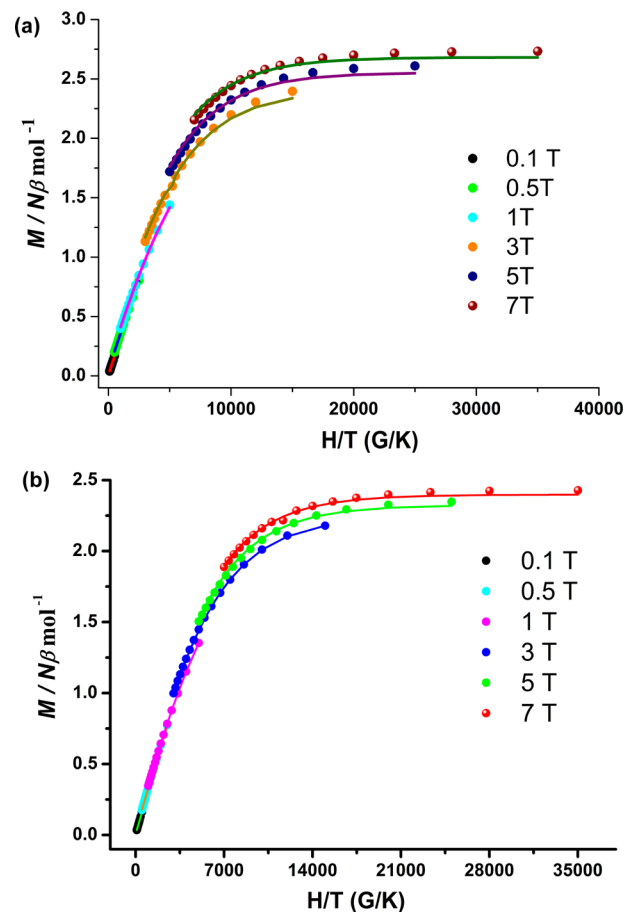 (a)
3.0
2.5
2.0
1.5
1.0
0.5
0.0
M / Nβ mol⁻¹
0.1 T
0.5T
1T
3T
5T
7T
0 10000 20000 30000 40000
H/T (G/K)
(b)
2.5
2.0
1.5
1.0
0.5
0.0
M / Nβ mol⁻¹
0.1 T
0.5 T
1 T
3 T
5 T
7 T
0 7000 14000 21000 28000 35000
H/T (G/K)